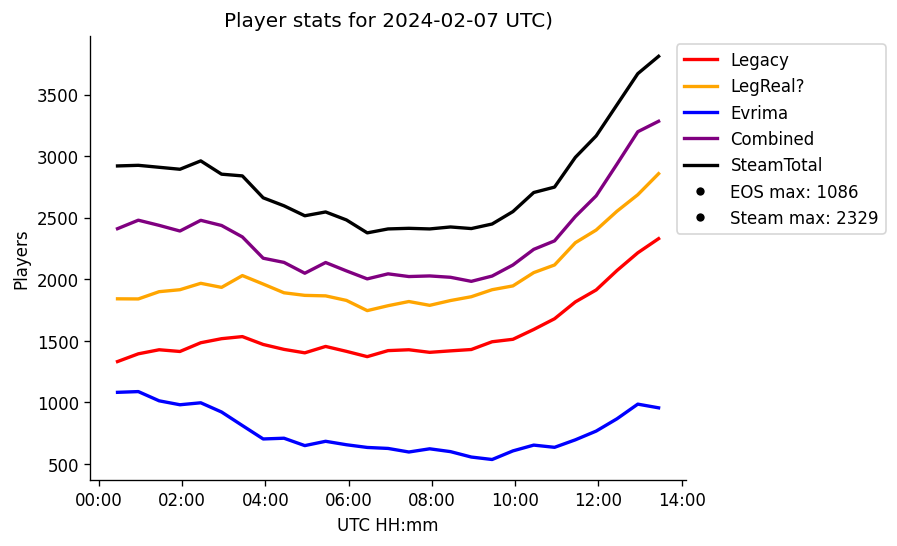 Player stats for 2024-02-07 UTC)
Legacy
LegReal?
Evrima
Combined
SteamTotal
EOS max: 1086
Steam max: 2329
Players
3500
3000
2500
2000
1500
1000
500
00:00 02:00 04:00 06:00 08:00 10:00 12:00 14:00
UTC HH:mm